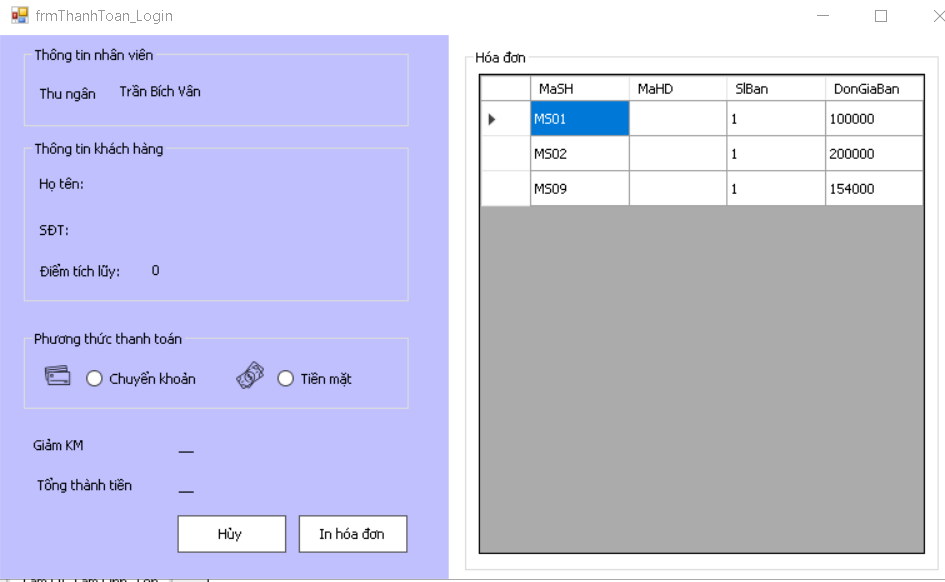 frmThanhToan_Login
Thông tin nhân viên
Thu ngân Trần Bích Vân
Thông tin khách hàng
Họ tên:
SĐT:
Điểm tích lũy: 0
Phương thức thanh toán
Chuyển khoản Tiền mặt
Giảm KM __
Tổng thành tiền __
Hủy In hóa đơn
Hóa đơn
MaSH MaHD SlBan DonGiaBan
MS01 1 100000
MS02 1 200000
MS09 1 154000